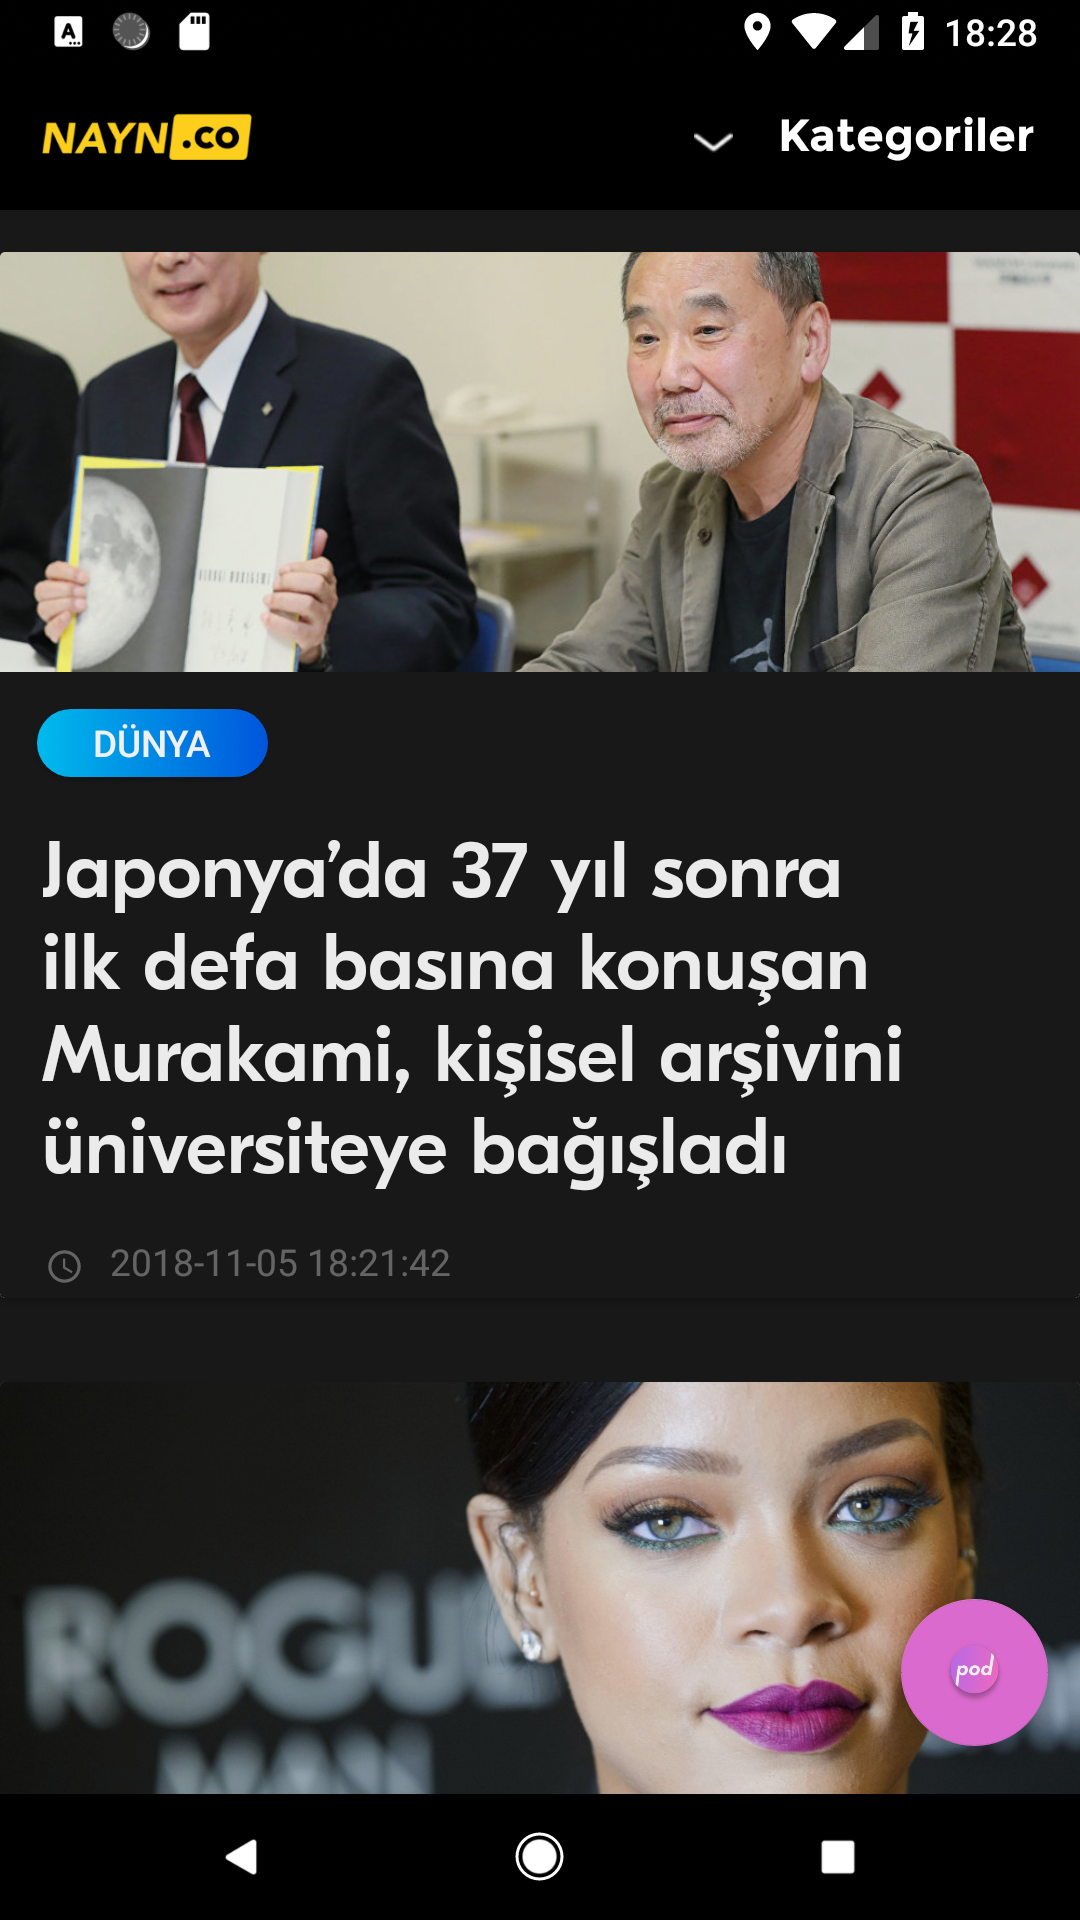 18:28
NAYN.co
Kategoriler
DÜNYA
Japonya’da 37 yıl sonra
ilk defa basına konuşan
Murakami, kişisel arşivini
üniversiteye bağışladı
2018-11-05 18:21:42
ROGUE
MAN
pod